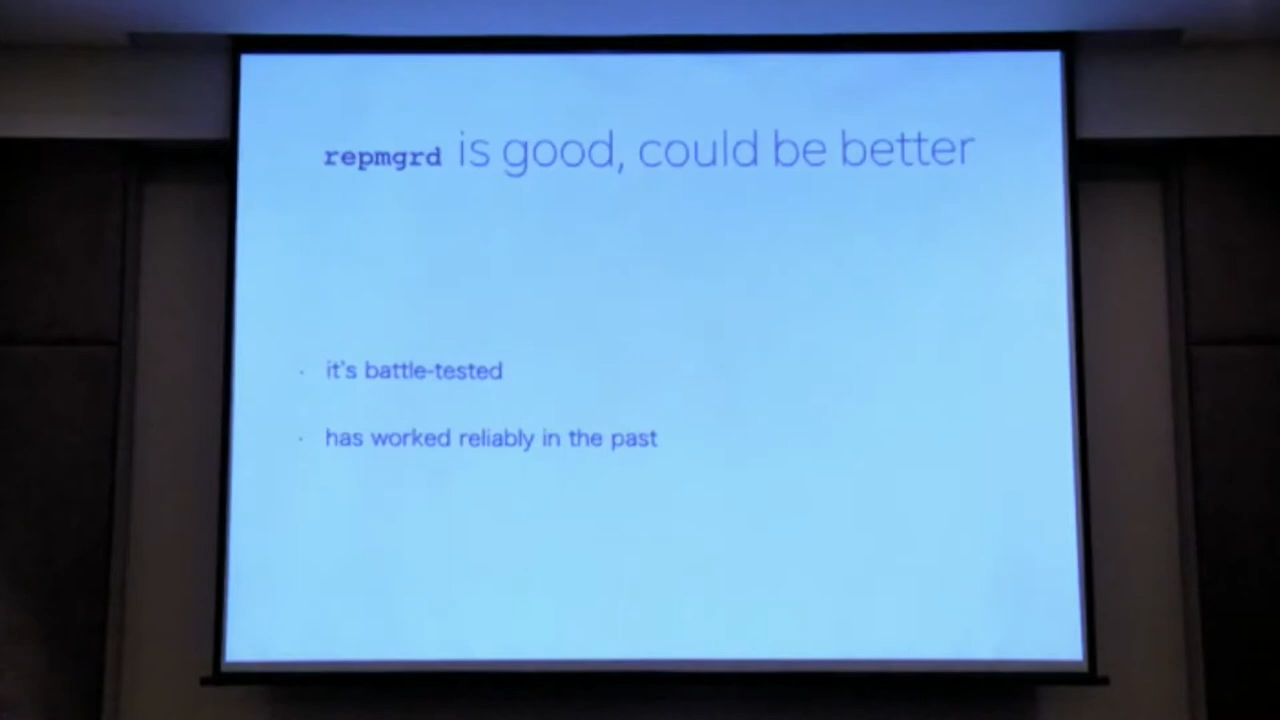 repmgrd is good, could be better
· it's battle-tested
· has worked reliably in the past